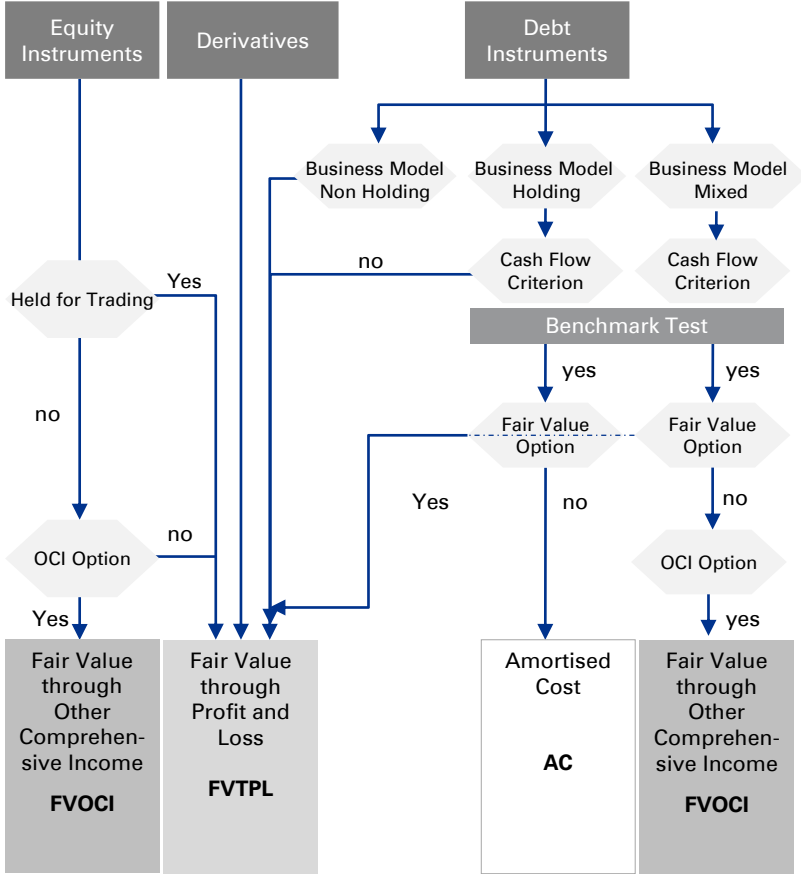 Equity
Instruments
Derivatives
Debt
Instruments
Business Model
Non Holding
Business Model
Holding
Business Model
Mixed
no
Cash Flow
Criterion
Cash Flow
Criterion
Held for Trading
Yes
Benchmark Test
yes
yes
no
Fair Value
Option
Fair Value
Option
Yes
no
no
no
OCI Option
OCI Option
Yes
yes
Fair Value
through
Other
Comprehen-
sive Income
FVOCI
Fair Value
through
Profit and
Loss
FVTPL
Amortised
Cost
AC
Fair Value
through
Other
Comprehen-
sive Income
FVOCI